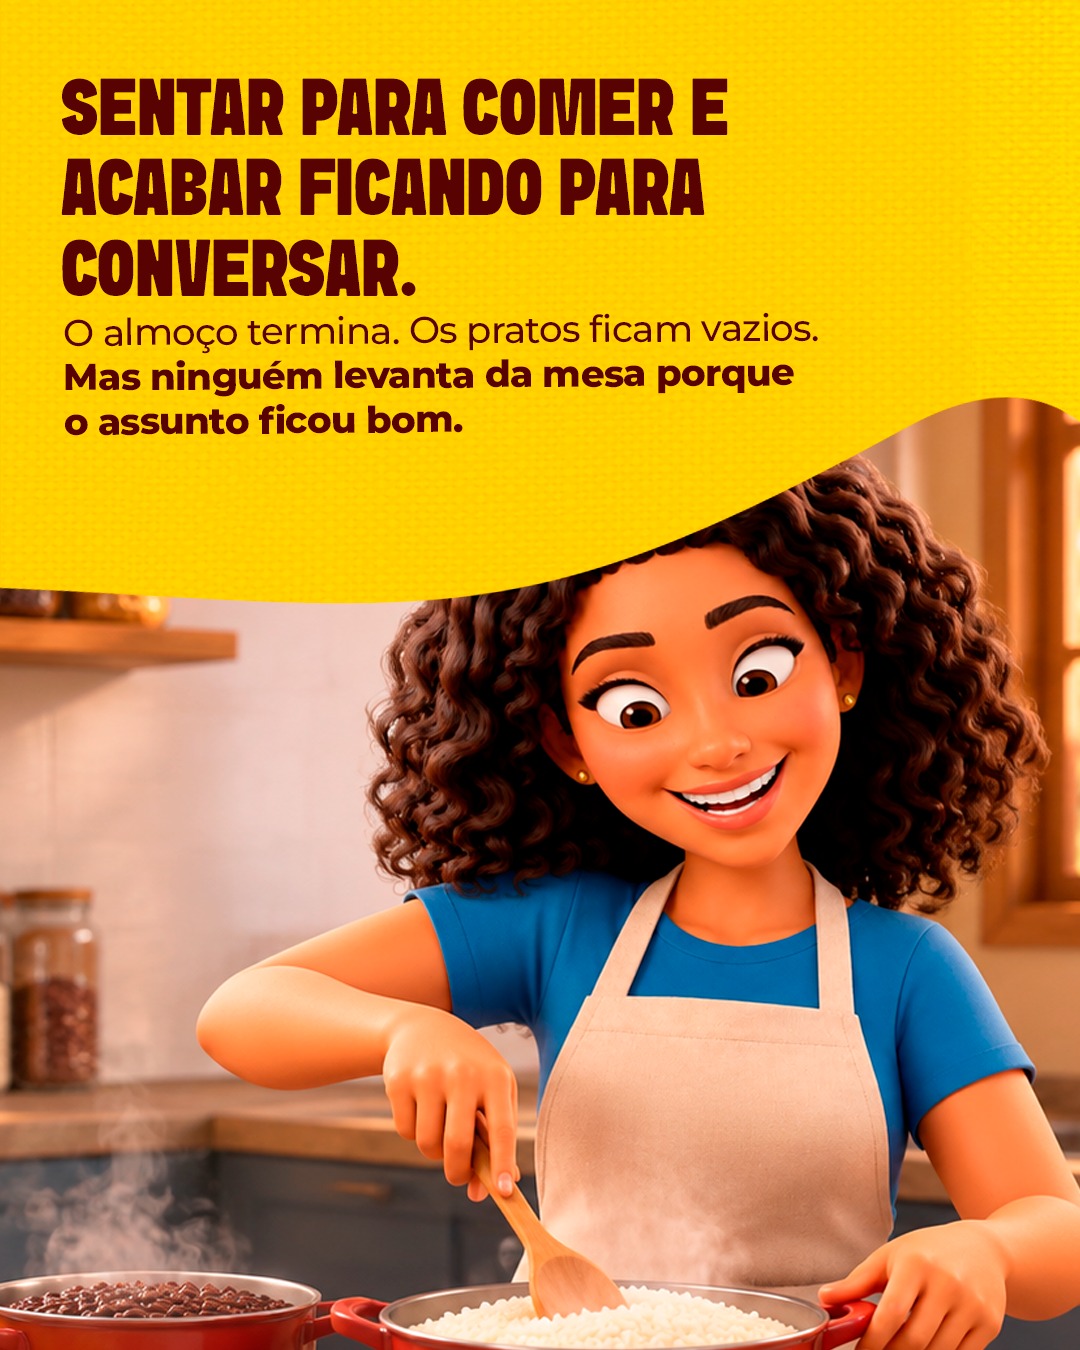 SENTAR PARA COMER E
ACABAR FICANDO PARA
CONVERSAR.
O almoço termina. Os pratos ficam vazios.
Mas ninguém levanta da mesa porque
o assunto ficou bom.